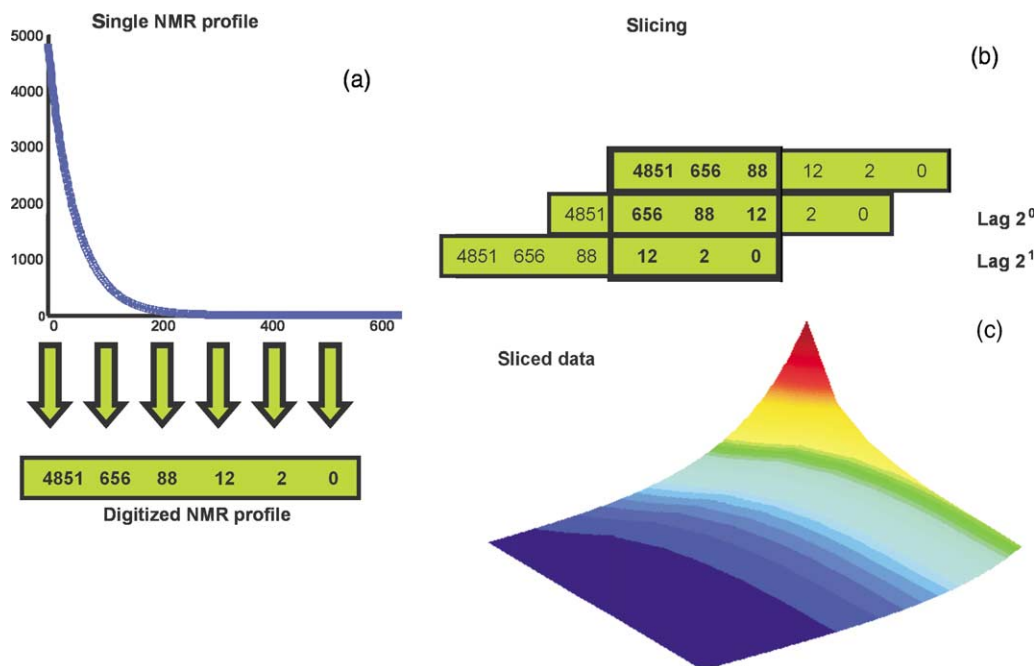 Single NMR profile
(a)
5000
4000
3000
2000
1000
0
0 200 400 600
4851 656 88 12 2 0
Digitized NMR profile
Slicing
(b)
4851 656 88 12 2 0
4851 656 88 12 2 0 Lag 2⁰
4851 656 88 12 2 0 Lag 2¹
(c)
Sliced data